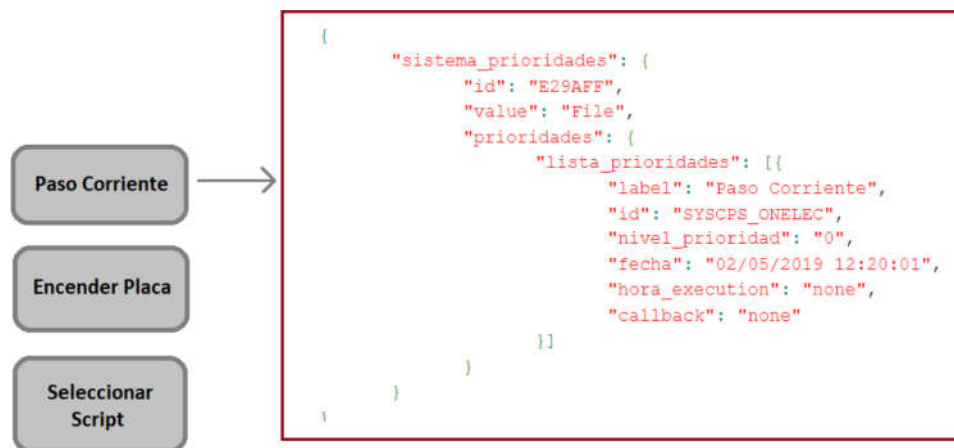 {
"sistema_prioridades": {
"id": "E29AFF",
"value": "File",
"prioridades": {
"lista_prioridades": [{
"label": "Paso Corriente",
"id": "SYSCPS_ONELEC",
"nivel_prioridad": "0",
"fecha": "02/05/2019 12:20:01",
"hora_execution": "none",
"callback": "none"
}]
}
}
}
Paso Corriente
Encender Placa
Seleccionar
Script